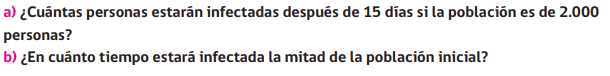 a) ¿Cuántas personas estarán infectadas después de 15 días si la población es de 2.000
personas?
b) ¿En cuánto tiempo estará infectada la mitad de la población inicial?